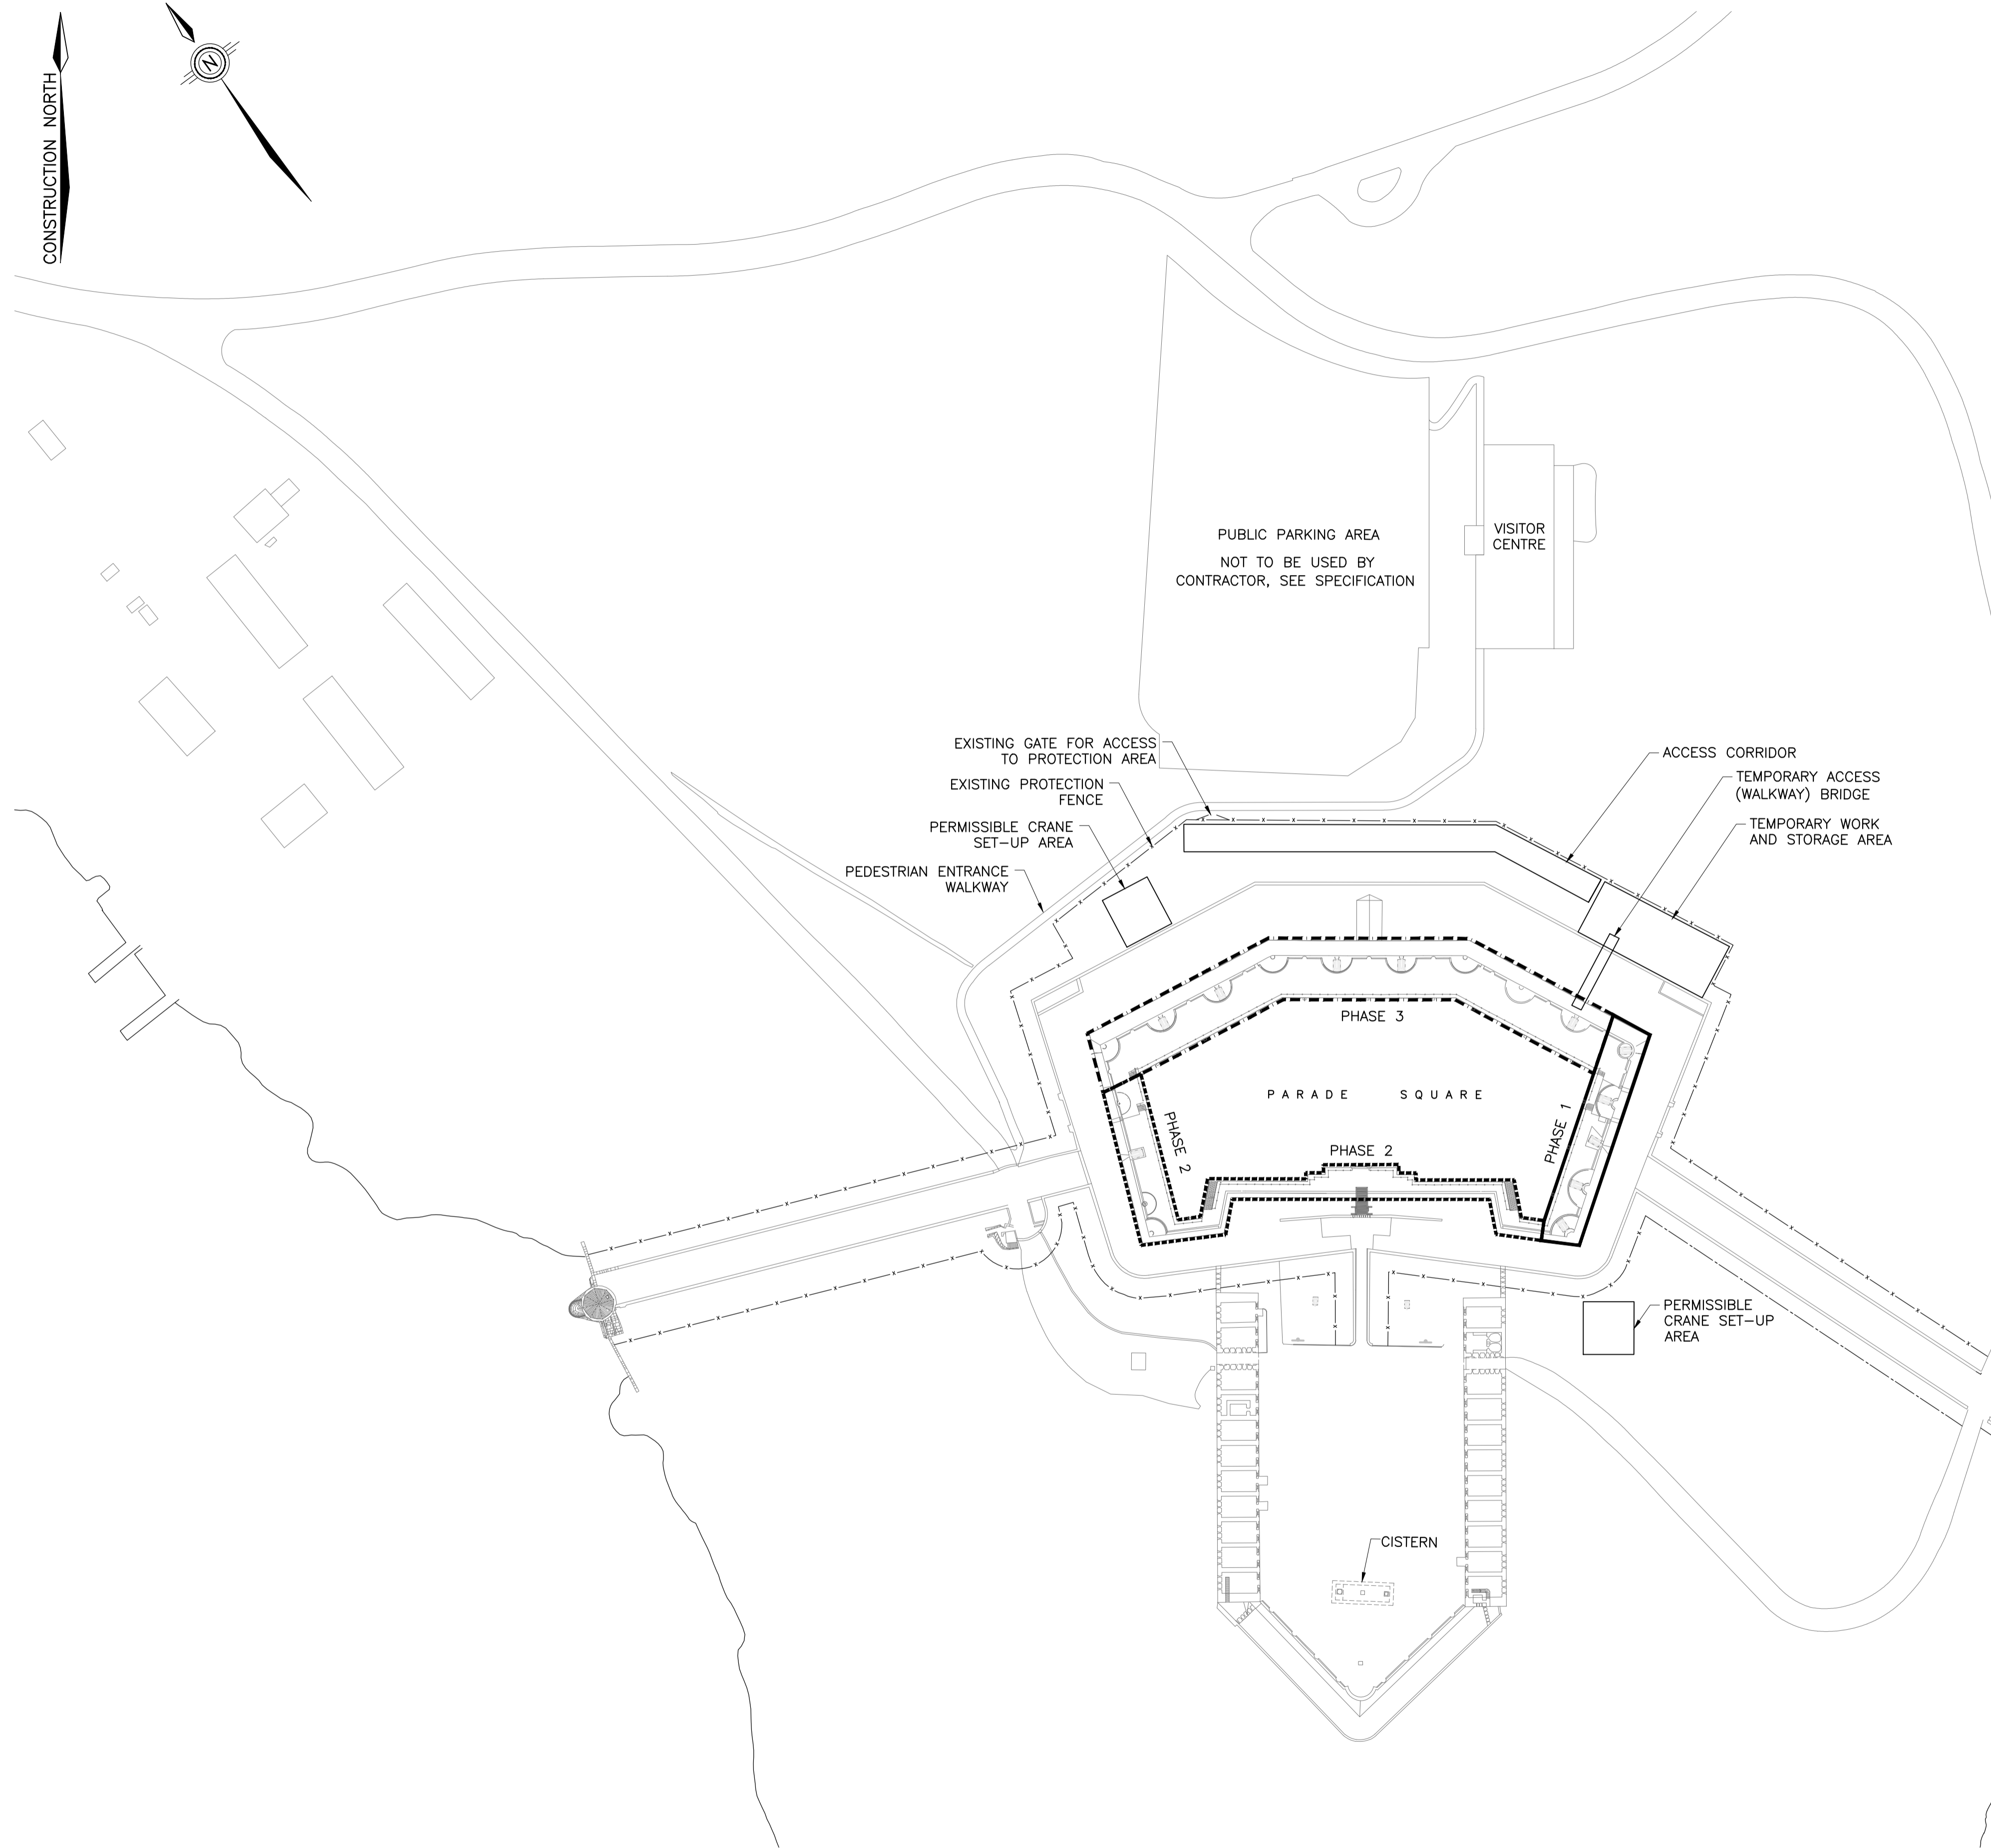 CONSTRUCTION NORTH
N
PUBLIC PARKING AREA
NOT TO BE USED BY
CONTRACTOR, SEE SPECIFICATION
VISITOR
CENTRE
EXISTING GATE FOR ACCESS
TO PROTECTION AREA
EXISTING PROTECTION
FENCE
PERMISSIBLE CRANE
SET-UP AREA
PEDESTRIAN ENTRANCE
WALKWAY
ACCESS CORRIDOR
TEMPORARY ACCESS
(WALKWAY) BRIDGE
TEMPORARY WORK
AND STORAGE AREA
PHASE 3
PARADE SQUARE
PHASE 2
PHASE 2
PHASE 1
PERMISSIBLE
CRANE SET-UP
AREA
CISTERN